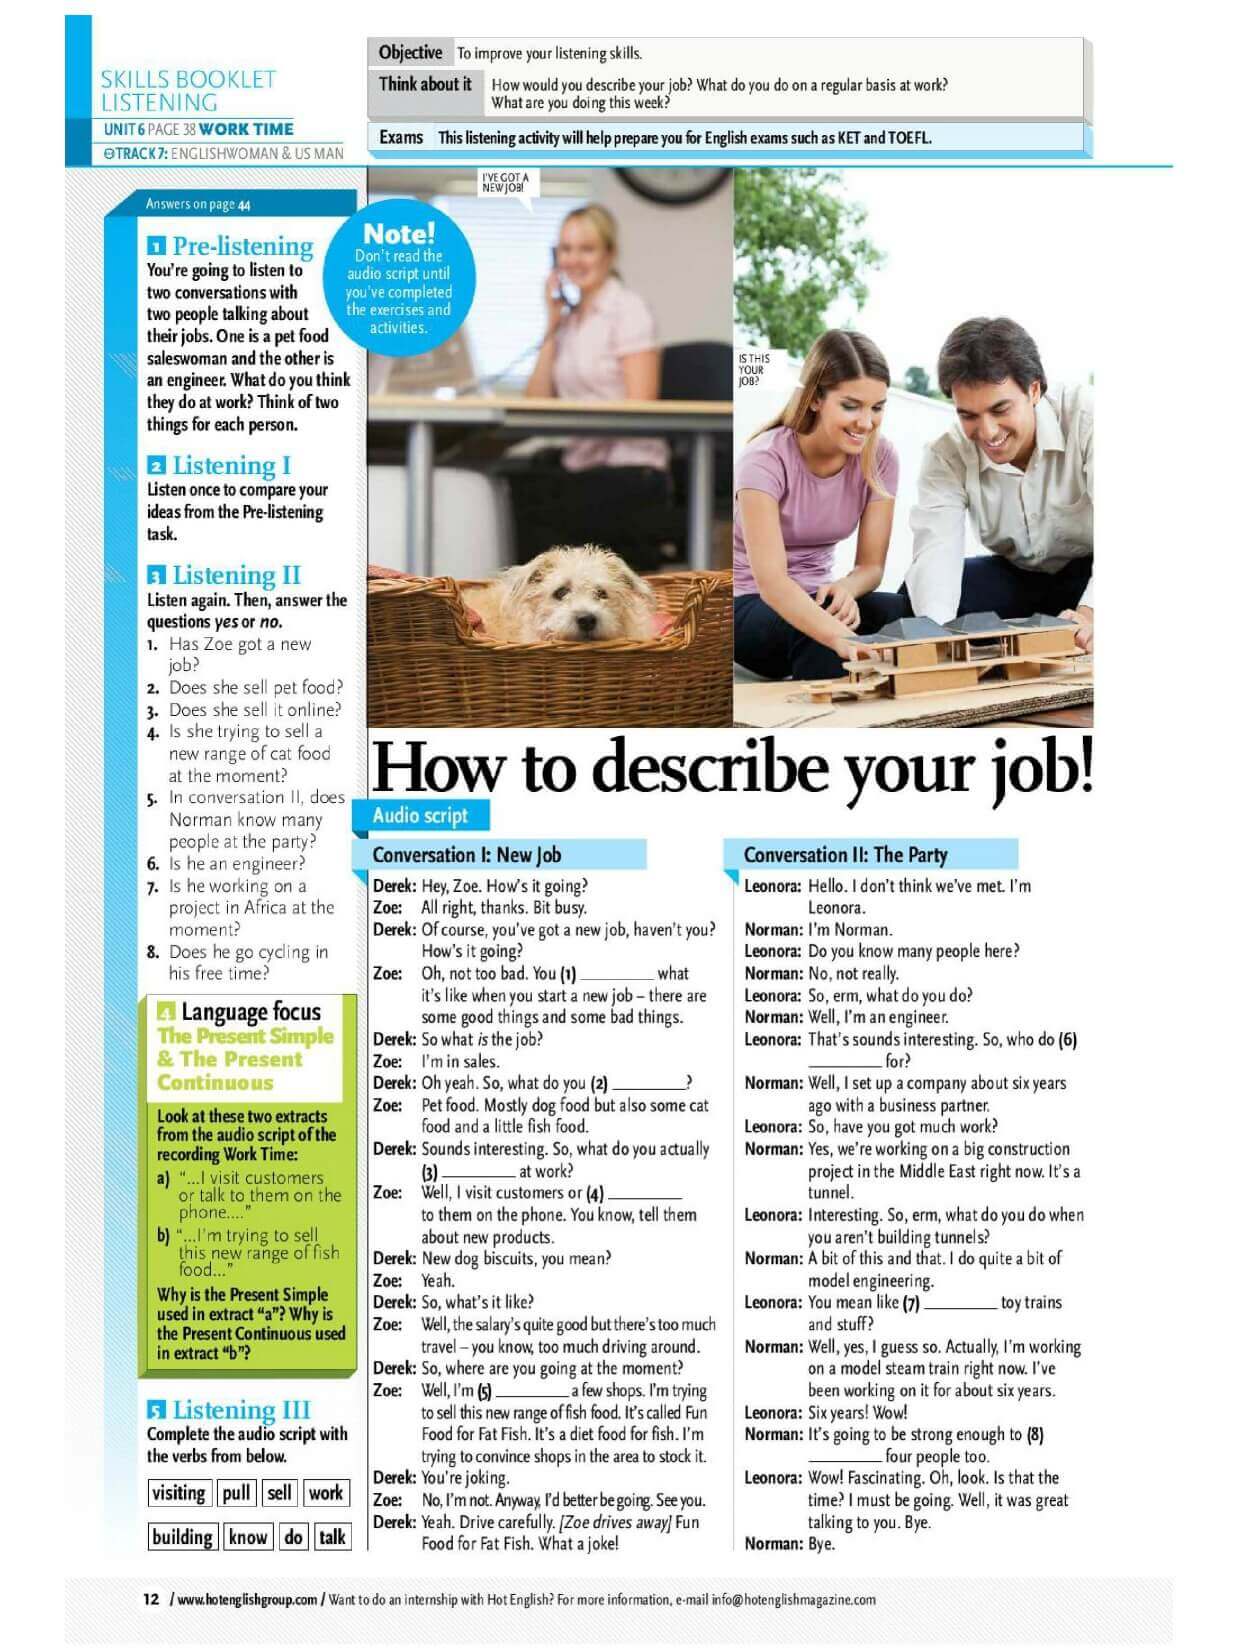 SKILLS BOOKLET
LISTENING
UNIT 6 PAGE 38 WORK TIME
TRACK 7: ENGLISHWOMAN & US MAN
Objective To improve your listening skills.
Think about it How would you describe your job? What do you do on a regular basis at work?
What are you doing this week?
Exams This listening activity will help prepare you for English exams such as KET and TOEFL.
Answers on page 44
1 Pre-listening
You're going to listen to
two conversations with
two people talking about
their jobs. One is a pet food
saleswoman and the other is
an engineer. What do you think
they do at work? Think of two
things for each person.
2 Listening I
Listen once to compare your
ideas from the Pre-listening
task.
3 Listening II
Listen again. Then, answer the
questions yes or no.
1. Has Zoe got a new
job?
2. Does she sell pet food?
3. Does she sell it online?
4. Is she trying to sell a
new range of cat food
at the moment?
5. In conversation II, does
Norman know many
people at the party?
6. Is he an engineer?
7. Is he working on a
project in Africa at the
moment?
8. Does he go cycling in
his free time?
4 Language focus
The Present Simple
& The Present
Continuous
Look at these two extracts
from the audio script of the
recording Work Time:
a) "...I visit customers
or talk to them on the
phone...."
b) "...I'm trying to sell
this new range of fish
food..."
Why is the Present Simple
used in extract "a"? Why is
the Present Continuous used
in extract "b"?
5 Listening III
Complete the audio script with
the verbs from below.
visiting pull sell work
building know do talk
Note!
Don't read the
audio script until
you've completed
the exercises and
activities.
I'VE GOT A
NEW JOB!
IS THIS
YOUR
JOB?
How to describe your job!
Audio script
Conversation I: New Job
Derek: Hey, Zoe. How's it going?
Zoe: All right, thanks. Bit busy.
Derek: Of course, you've got a new job, haven't you?
How's it going?
Zoe: Oh, not too bad. You (1) ________ what
it's like when you start a new job – there are
some good things and some bad things.
Derek: So what is the job?
Zoe: I'm in sales.
Derek: Oh yeah. So, what do you (2) ________?
Zoe: Pet food. Mostly dog food but also some cat
food and a little fish food.
Derek: Sounds interesting. So, what do you actually
(3) ________ at work?
Zoe: Well, I visit customers or (4) ________
to them on the phone. You know, tell them
about new products.
Derek: New dog biscuits, you mean?
Zoe: Yeah.
Derek: So, what's it like?
Zoe: Well, the salary's quite good but there's too much
travel – you know, too much driving around.
Derek: So, where are you going at the moment?
Zoe: Well, I'm (5) ________ a few shops. I'm trying
to sell this new range of fish food. It's called Fun
Food for Fat Fish. It's a diet food for fish. I'm
trying to convince shops in the area to stock it.
Derek: You're joking.
Zoe: No, I'm not. Anyway, I'd better be going. See you.
Derek: Yeah. Drive carefully. [Zoe drives away] Fun
Food for Fat Fish. What a joke!
Conversation II: The Party
Leonora: Hello. I don't think we've met. I'm
Leonora.
Norman: I'm Norman.
Leonora: Do you know many people here?
Norman: No, not really.
Leonora: So, erm, what do you do?
Norman: Well, I'm an engineer.
Leonora: That's sounds interesting. So, who do (6)
________ for?
Norman: Well, I set up a company about six years
ago with a business partner.
Leonora: So, have you got much work?
Norman: Yes, we're working on a big construction
project in the Middle East right now. It's a
tunnel.
Leonora: Interesting. So, erm, what do you do when
you aren't building tunnels?
Norman: A bit of this and that. I do quite a bit of
model engineering.
Leonora: You mean like (7) ________ toy trains
and stuff?
Norman: Well, yes, I guess so. Actually, I'm working
on a model steam train right now. I've
been working on it for about six years.
Leonora: Six years! Wow!
Norman: It's going to be strong enough to (8)
________ four people too.
Leonora: Wow! Fascinating. Oh, look. Is that the
time? I must be going. Well, it was great
talking to you. Bye.
Norman: Bye.
12 / www.hotenglishgroup.com / Want to do an internship with Hot English? For more information, e-mail info@hotenglishmagazine.com